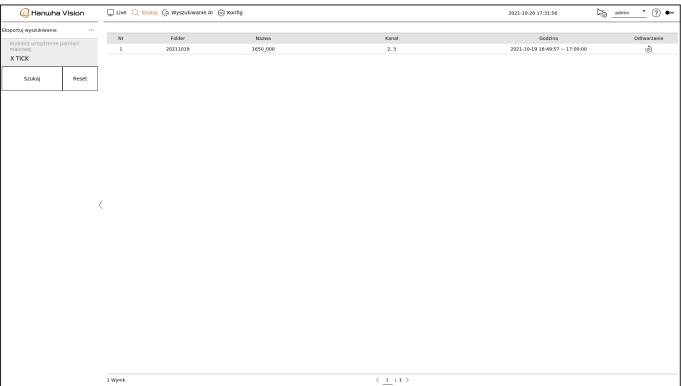 Hanwha Vision
Live Szukaj Wyszukiwanie AI Konfig
2021-10-20 17:31:56
admin
Eksportuj wyszukiwanie ...
Wybierz urządzenie pamięci
masowej
X TICK
Szukaj Reset
Nr Folder Nazwa Kanał Godzina Odtwarzanie
1 20211019 1650_000 2, 3 2021-10-19 16:49:57 ~ 17:00:00
1 Wynik
< 1 / 1 >